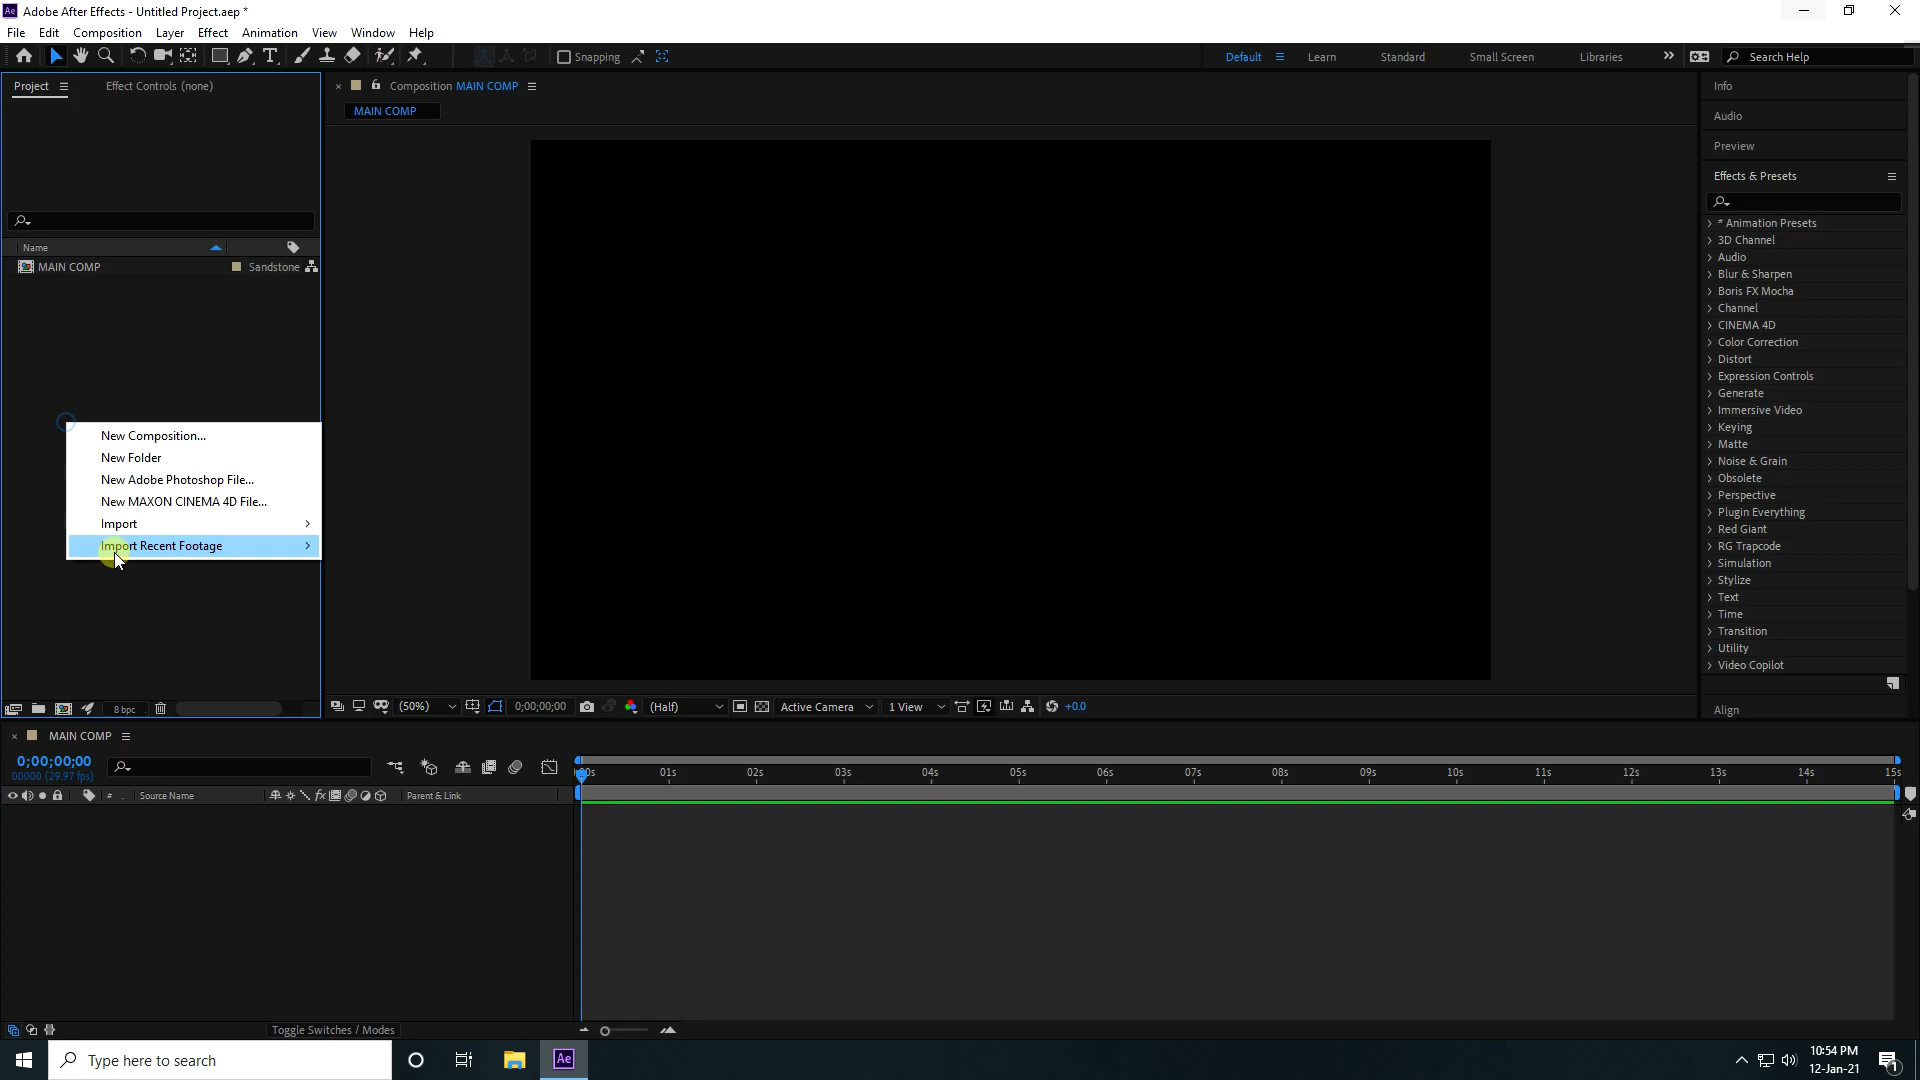 Adobe After Effects - Untitled Project.aep *
File Edit Composition Layer Effect Animation View Window Help
Snapping Default Learn Standard Small Screen Libraries Search Help
Project Effect Controls (none)
Composition MAIN COMP
MAIN COMP
Name
MAIN COMP Sandstone
New Composition...
New Folder
New Adobe Photoshop File...
New MAXON CINEMA 4D File...
Import
Import Recent Footage
8 bpc
(50%) 0;00;00;00 (Half) Active Camera 1 View +0.0
Info
Audio
Preview
Effects & Presets
* Animation Presets
3D Channel
Audio
Blur & Sharpen
Boris FX Mocha
Channel
CINEMA 4D
Color Correction
Distort
Expression Controls
Generate
Immersive Video
Keying
Matte
Noise & Grain
Obsolete
Perspective
Plugin Everything
Red Giant
RG Trapcode
Simulation
Stylize
Text
Time
Transition
Utility
Video Copilot
Align
MAIN COMP
0;00;00;00
00000 (29.97 fps)
01s 02s 03s 04s 05s 06s 07s 08s 09s 10s 11s 12s 13s 14s 15s
# . Source Name fx Parent & Link
Toggle Switches / Modes
Type here to search
Ae
10:54 PM
12-Jan-21
1